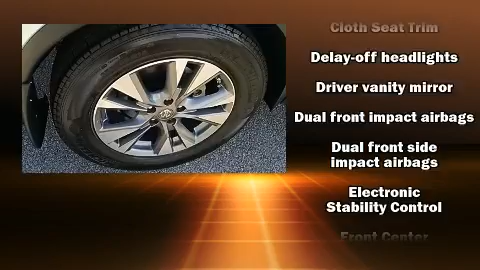 Cloth Seat Trim
Delay-off headlights
Driver vanity mirror
Dual front impact airbags
Dual front side
impact airbags
Electronic
Stability Control
Front Center